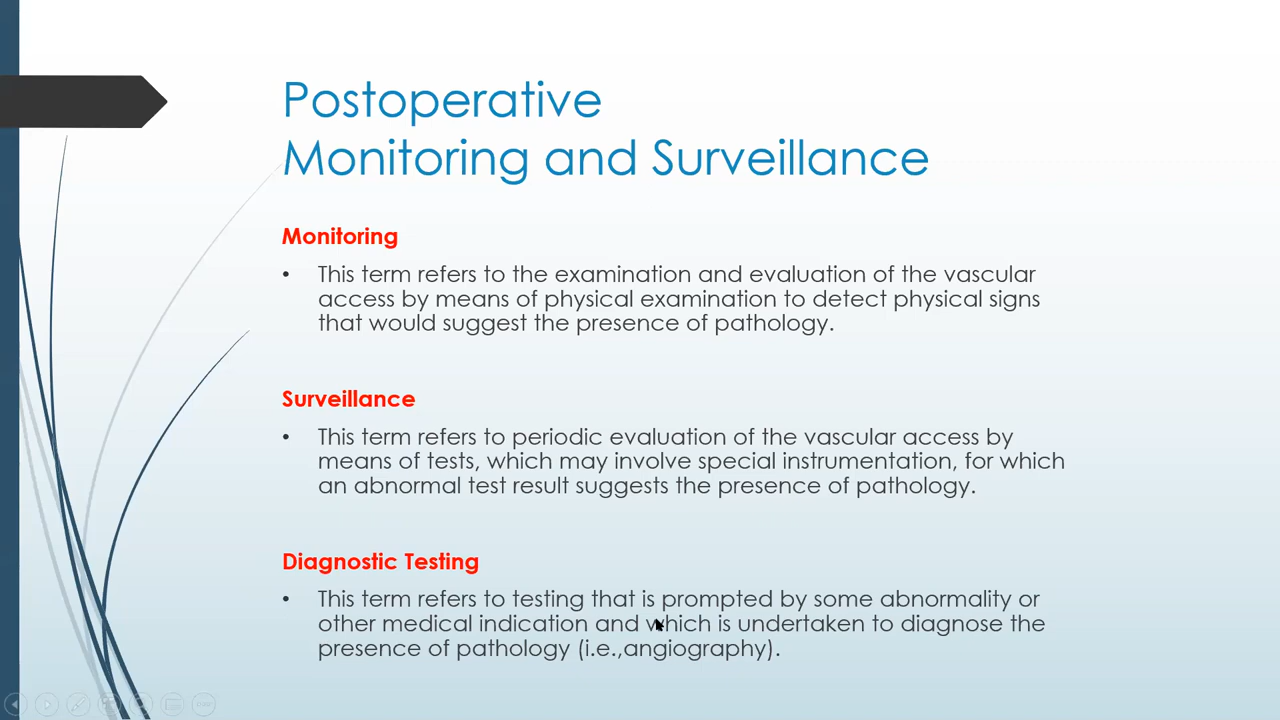 Postoperative
Monitoring and Surveillance
Monitoring
• This term refers to the examination and evaluation of the vascular
access by means of physical examination to detect physical signs
that would suggest the presence of pathology.
Surveillance
• This term refers to periodic evaluation of the vascular access by
means of tests, which may involve special instrumentation, for which
an abnormal test result suggests the presence of pathology.
Diagnostic Testing
• This term refers to testing that is prompted by some abnormality or
other medical indication and which is undertaken to diagnose the
presence of pathology (i.e.,angiography).